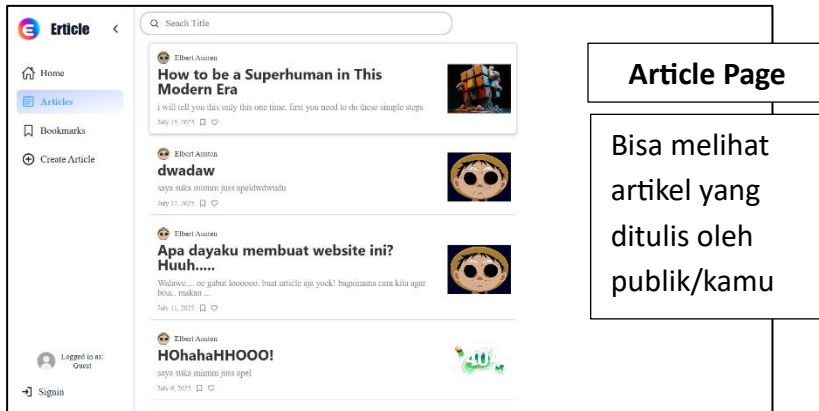 Erticle
Home
Articles
Bookmarks
Create Article
Logged in as:
Guest
Signin
Seach Title
Elbert Austen
How to be a Superhuman in This
Modern Era
i will tell you this only this one time, first you need to do these simple steps
July 13, 2025
Elbert Austen
dwadaw
saya suka minum juss apeldwdwudu
July 12, 2025
Elbert Austen
Apa dayaku membuat website ini?
Huuh.....
Walawe.... oe gabut loooooo. buat article aja yock! bagaimana cara kita agar
bisa.. makan ...
July 11, 2025
Elbert Austen
HOhahaHHOOO!
saya suka minum juss apel
July 6, 2025
40
Article Page
Bisa melihat
artikel yang
ditulis oleh
publik/kamu